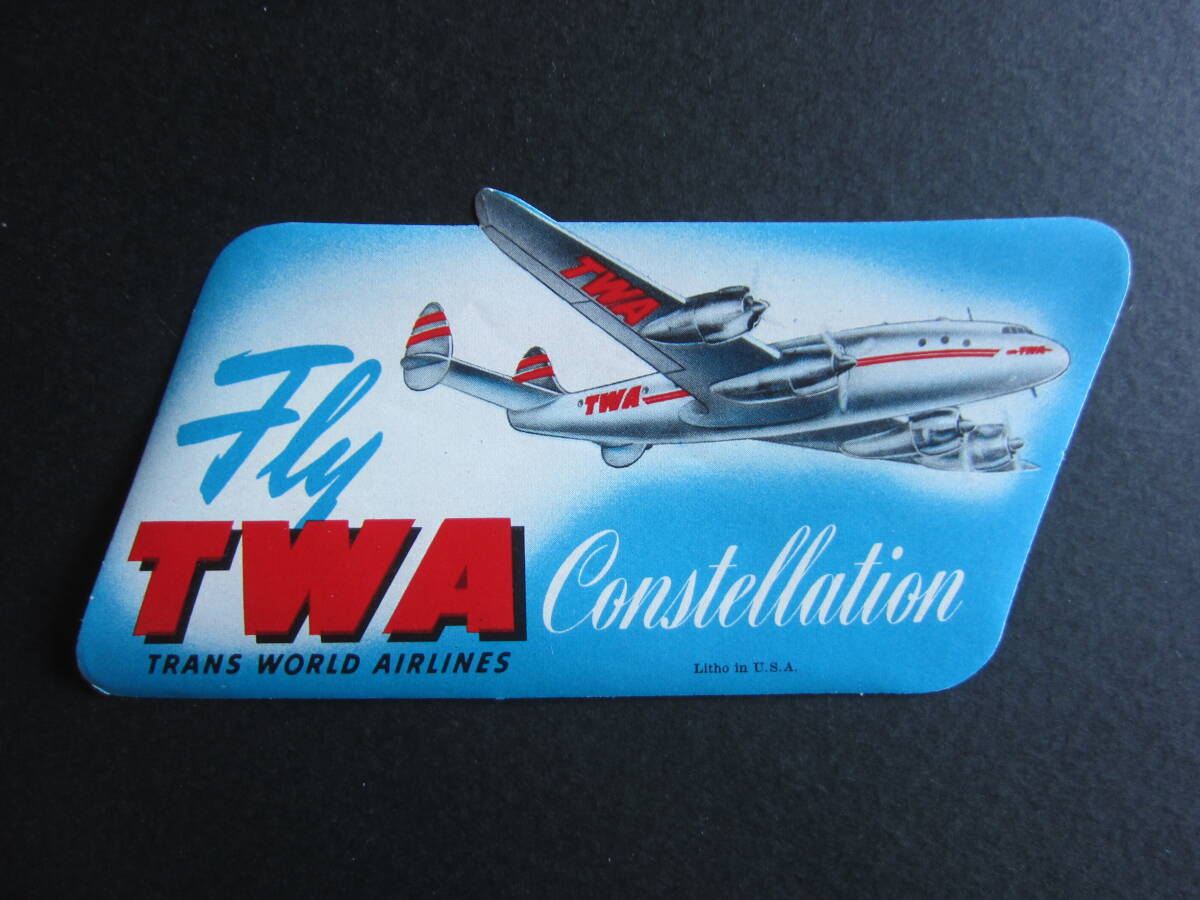 TWA
TWA
TWA
Fly
TWA
Constellation
TRANS WORLD AIRLINES
Litho in U.S.A.